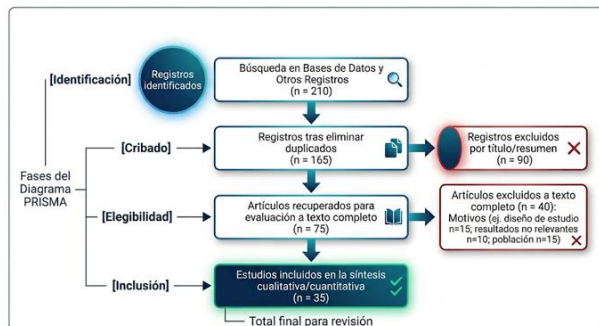 [Identificación]
Registros
identificados
Búsqueda en Bases de Datos y
Otros Registros
(n = 210)
[Cribado]
Registros tras eliminar
duplicados
(n = 165)
Registros excluidos
por título/resumen
(n = 90)
Fases del
Diagrama
PRISMA
[Elegibilidad]
Artículos recuperados para
evaluación a texto completo
(n = 75)
Artículos excluidos a texto
completo (n = 40):
Motivos (ej. diseño de estudio
n=15; resultados no relevantes
n=10; población n=15)
[Inclusión]
Estudios incluidos en la síntesis
cualitativa/cuantitativa
(n = 35)
Total final para revisión